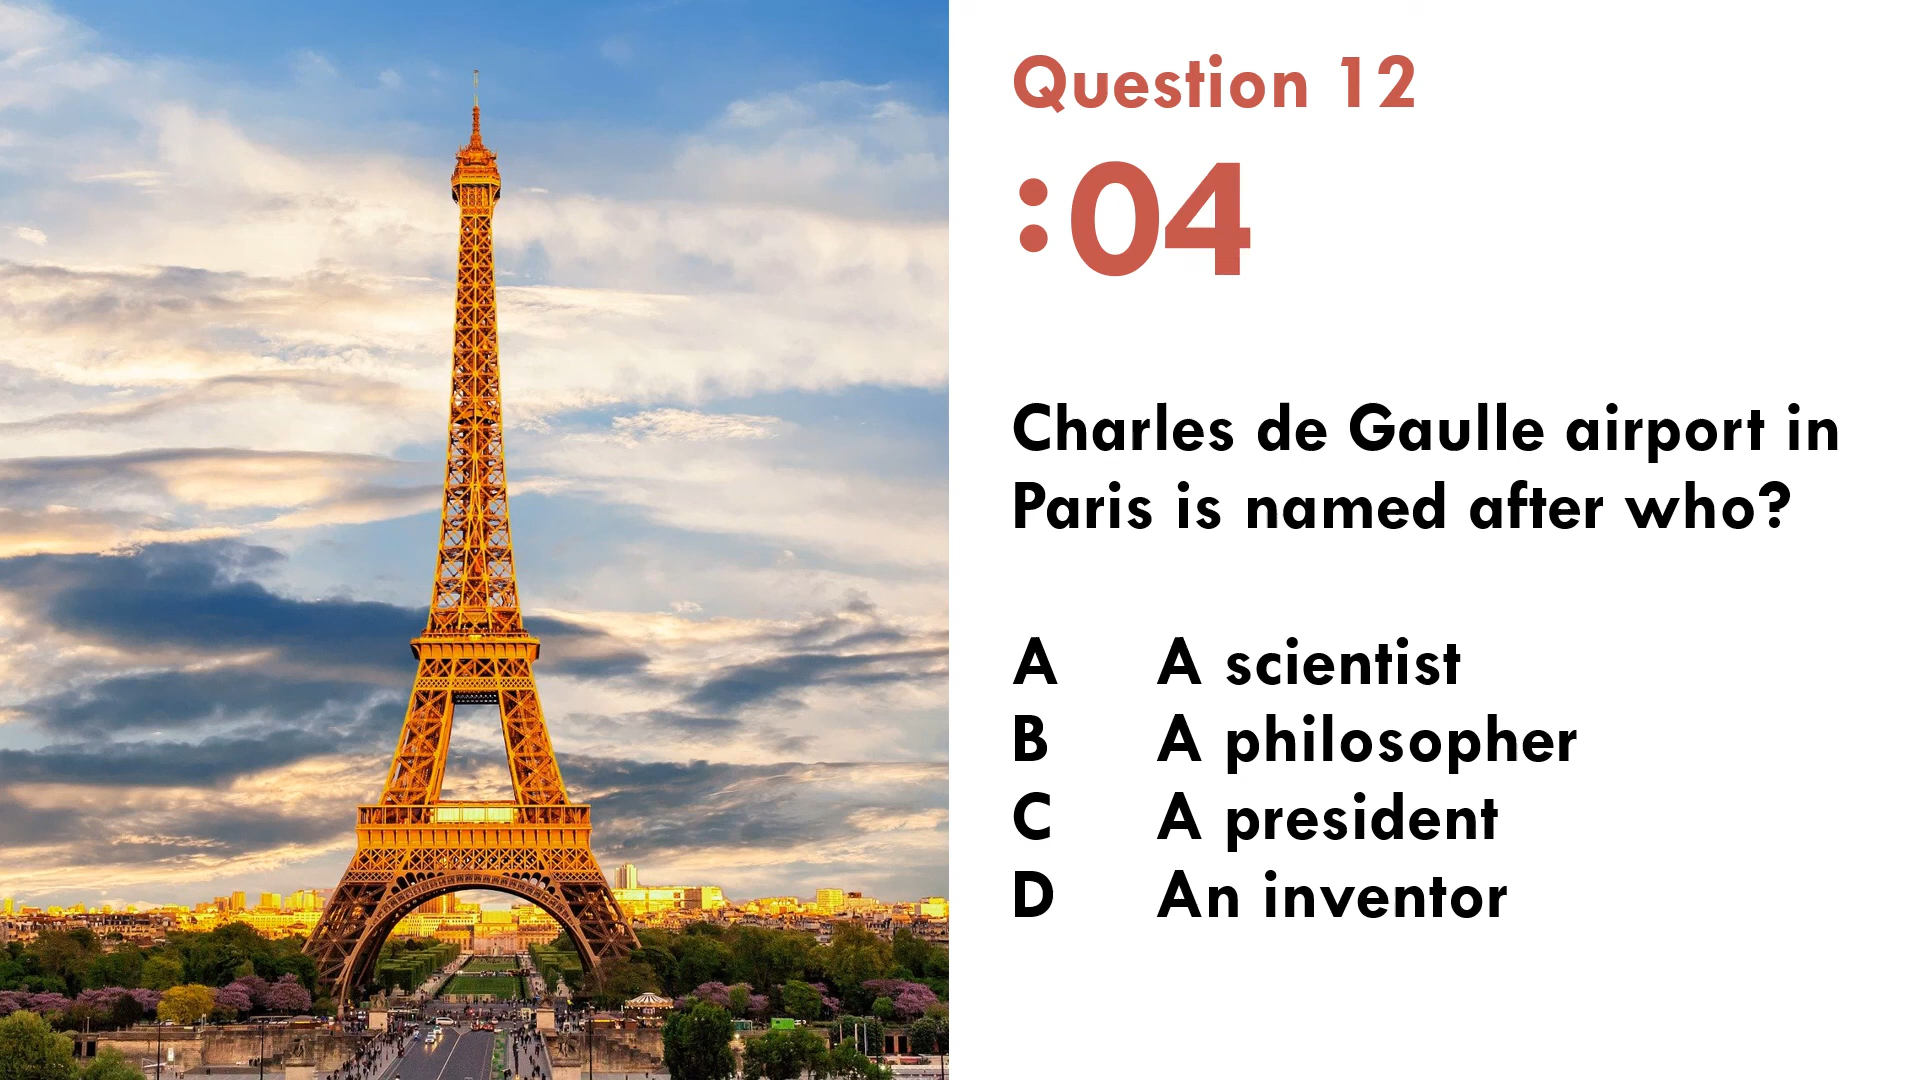 Question 12
:04
Charles de Gaulle airport in
Paris is named after who?
A A scientist
B A philosopher
C A president
D An inventor